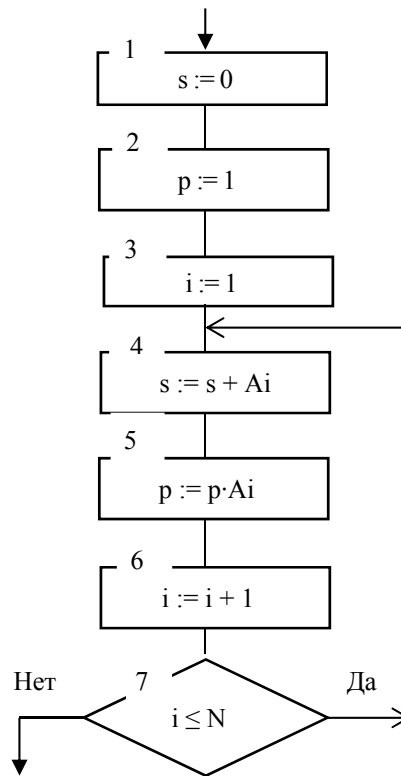 1
s := 0
2
p := 1
3
i := 1
4
s := s + Ai
5
p := p·Ai
6
i := i + 1
Нет
7
Да
i ≤ N